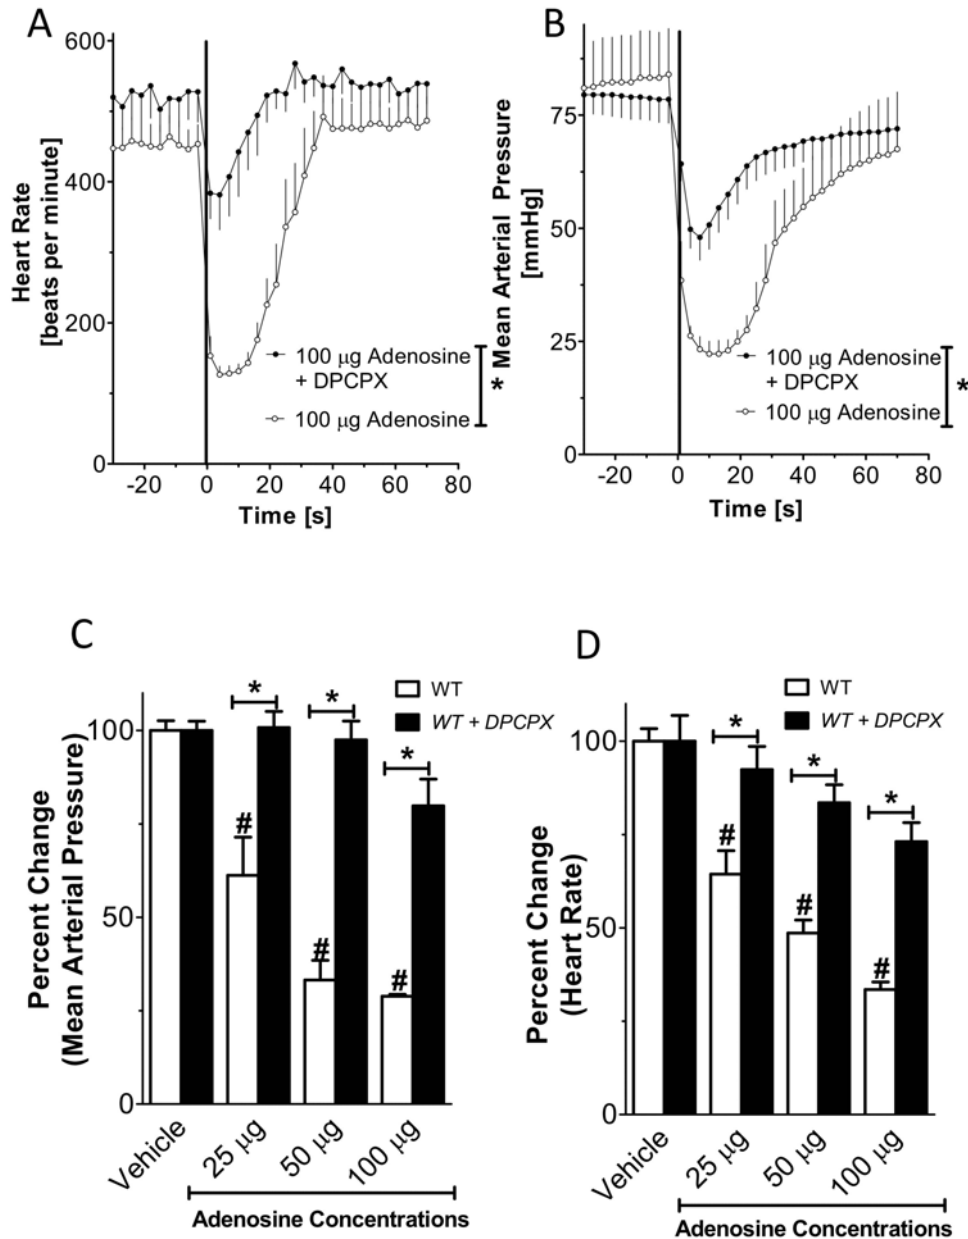 A
600
400
200
0
Heart Rate
[beats per minute]
100 µg Adenosine
+ DPCPX
100 µg Adenosine
*
-20 0 20 40 60 80
Time [s]
B
75
50
25
0
Mean Arterial Pressure
[mmHg]
100 µg Adenosine
+ DPCPX
100 µg Adenosine
*
-20 0 20 40 60 80
Time [s]
C
WT
WT + DPCPX
100
50
0
Percent Change
(Mean Arterial Pressure)
* * *
# # #
Vehicle 25 µg 50 µg 100 µg
Adenosine Concentrations
D
WT
WT + DPCPX
100
50
0
Percent Change
(Heart Rate)
* * *
# # #
Vehicle 25 µg 50 µg 100 µg
Adenosine Concentrations